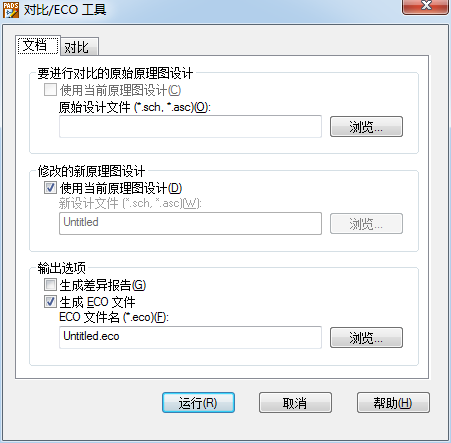 PADS
对比/ECO 工具
文档
对比
要进行对比的原始原理图设计
使用当前原理图设计(C)
原始设计文件 (*.sch, *.asc)(O):
浏览...
修改的新原理图设计
使用当前原理图设计(D)
新设计文件 (*.sch, *.asc)(W):
Untitled
浏览...
输出选项
生成差异报告(G)
生成 ECO 文件
ECO 文件名 (*.eco)(F):
Untitled.eco
浏览...
运行(R)
取消
帮助(H)